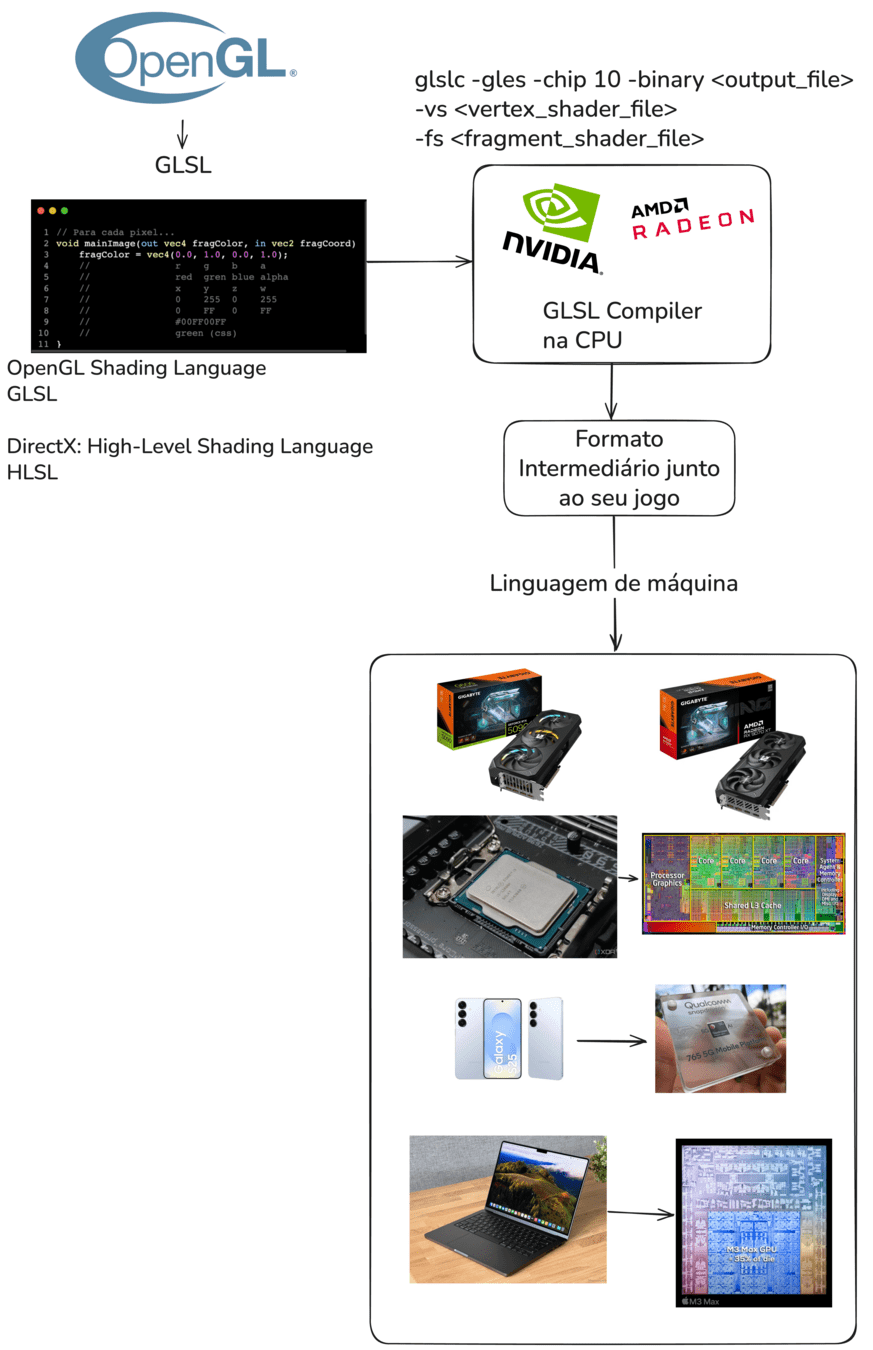 OpenGL®
GLSL
glslc -gles -chip 10 -binary <output_file>
-vs <vertex_shader_file>
-fs <fragment_shader_file>
1 // Para cada pixel...
2 void mainImage(out vec4 fragColor, in vec2 fragCoord)
3 fragColor = vec4(0.0, 1.0, 0.0, 1.0);
4 // r g b a
5 // red gren blue alpha
6 // x y z w
7 // 0 255 0 255
8 // 0 FF 0 FF
9 // #00FF00FF
10 // green (css)
11 }
OpenGL Shading Language
GLSL
DirectX: High-Level Shading Language
HLSL
NVIDIA.
AMD
RADEON
GLSL Compiler
na CPU
Formato
Intermediário junto
ao seu jogo
Linguagem de máquina
GIGABYTE
5090
GIGABYTE
AMD
RADEON
Processor
Graphics
Core
Core
Core
Core
System
Agent &
Memory
Controller
Shared L3 Cache
Memory Controller I/O
Galaxy
S25
Qualcomm
snapdragon
765 5G Mobile
M3 Max GPU
~35% of die
M3 Max